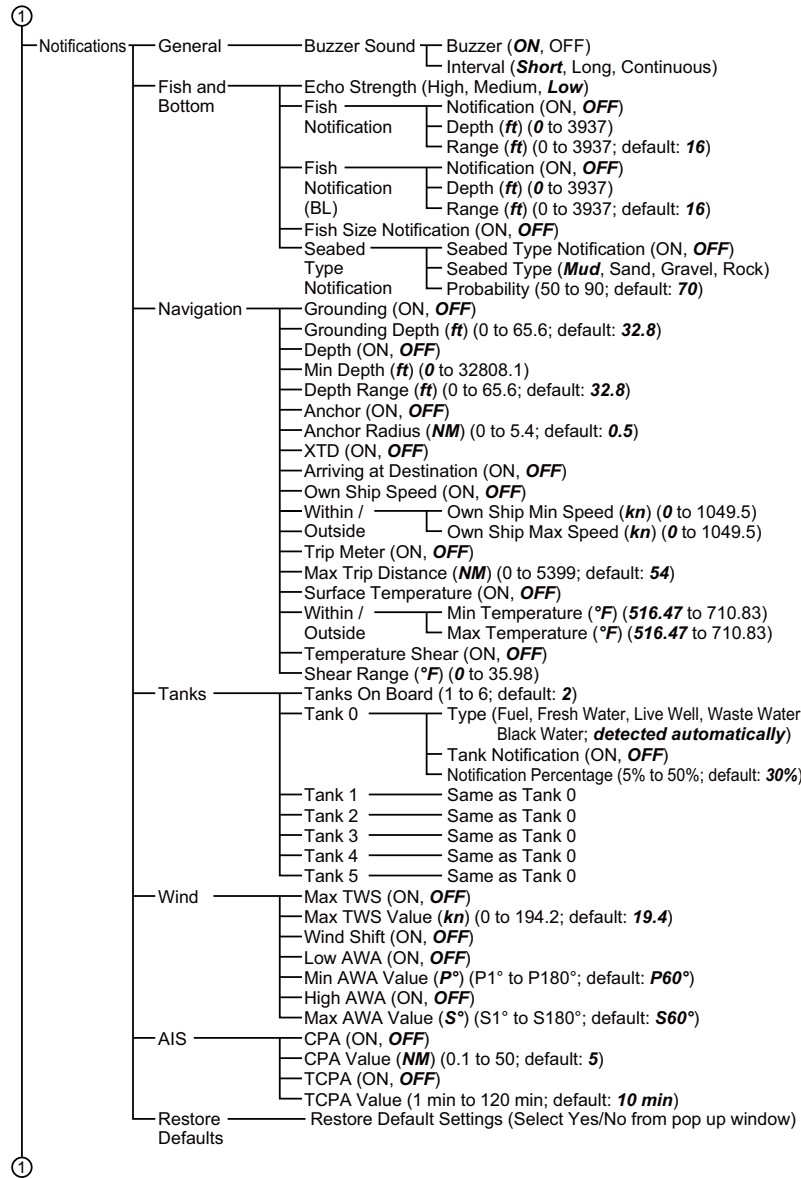 1
Notifications General Buzzer Sound Buzzer (ON, OFF)
Interval (Short, Long, Continuous)
Fish and Echo Strength (High, Medium, Low)
Bottom Fish Notification (ON, OFF)
Notification Depth (ft) (0 to 3937)
Range (ft) (0 to 3937; default: 16)
Fish Notification (ON, OFF)
Notification Depth (ft) (0 to 3937)
(BL) Range (ft) (0 to 3937; default: 16)
Fish Size Notification (ON, OFF)
Seabed Seabed Type Notification (ON, OFF)
Type Seabed Type (Mud, Sand, Gravel, Rock)
Notification Probability (50 to 90; default: 70)
Navigation Grounding (ON, OFF)
Grounding Depth (ft) (0 to 65.6; default: 32.8)
Depth (ON, OFF)
Min Depth (ft) (0 to 32808.1)
Depth Range (ft) (0 to 65.6; default: 32.8)
Anchor (ON, OFF)
Anchor Radius (NM) (0 to 5.4; default: 0.5)
XTD (ON, OFF)
Arriving at Destination (ON, OFF)
Own Ship Speed (ON, OFF)
Within / Own Ship Min Speed (kn) (0 to 1049.5)
Outside Own Ship Max Speed (kn) (0 to 1049.5)
Trip Meter (ON, OFF)
Max Trip Distance (NM) (0 to 5399; default: 54)
Surface Temperature (ON, OFF)
Within / Min Temperature (°F) (516.47 to 710.83)
Outside Max Temperature (°F) (516.47 to 710.83)
Temperature Shear (ON, OFF)
Shear Range (°F) (0 to 35.98)
Tanks Tanks On Board (1 to 6; default: 2)
Tank 0 Type (Fuel, Fresh Water, Live Well, Waste Water
Black Water; detected automatically)
Tank Notification (ON, OFF)
Notification Percentage (5% to 50%; default: 30%)
Tank 1 Same as Tank 0
Tank 2 Same as Tank 0
Tank 3 Same as Tank 0
Tank 4 Same as Tank 0
Tank 5 Same as Tank 0
Wind Max TWS (ON, OFF)
Max TWS Value (kn) (0 to 194.2; default: 19.4)
Wind Shift (ON, OFF)
Low AWA (ON, OFF)
Min AWA Value (P°) (P1° to P180°; default: P60°)
High AWA (ON, OFF)
Max AWA Value (S°) (S1° to S180°; default: S60°)
AIS CPA (ON, OFF)
CPA Value (NM) (0.1 to 50; default: 5)
TCPA (ON, OFF)
TCPA Value (1 min to 120 min; default: 10 min)
Restore Restore Default Settings (Select Yes/No from pop up window)
Defaults
1